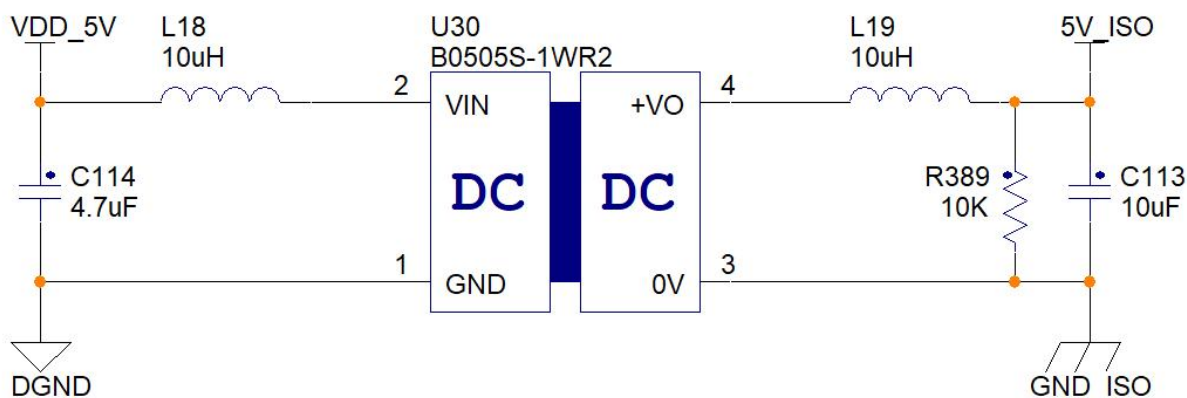 VDD_5V
L18
10uH
U30
B0505S-1WR2
L19
10uH
5V_ISO
2
VIN
+VO
4
C114
4.7uF
DC
DC
R389
10K
C113
10uF
1
GND
0V
3
DGND
GND_ISO